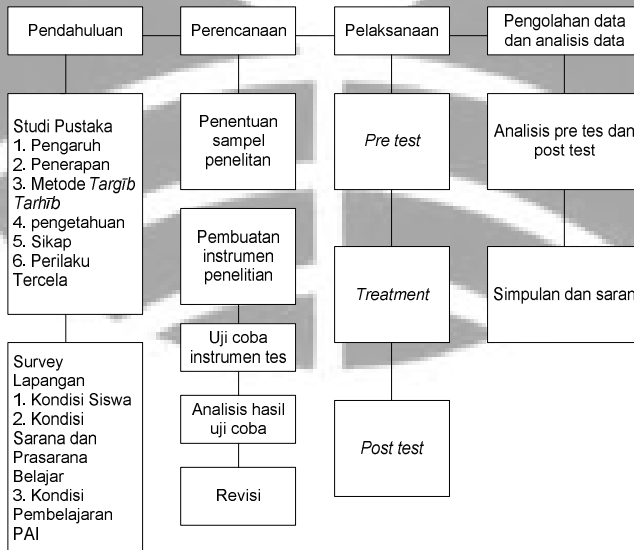 Pendahuluan
Perencanaan
Pelaksanaan
Pengolahan data
dan analisis data
Studi Pustaka
1. Pengaruh
2. Penerapan
3. Metode Targīb
Tarhīb
4. pengetahuan
5. Sikap
6. Perilaku
Tercela
Survey
Lapangan
1. Kondisi Siswa
2. Kondisi
Sarana dan
Prasarana
Belajar
3. Kondisi
Pembelajaran
PAI
Penentuan
sampel
penelitan
Pembuatan
instrumen
penelitian
Uji coba
instrumen tes
Analisis hasil
uji coba
Revisi
Pre test
Treatment
Post test
Analisis pre tes dan
post test
Simpulan dan saran